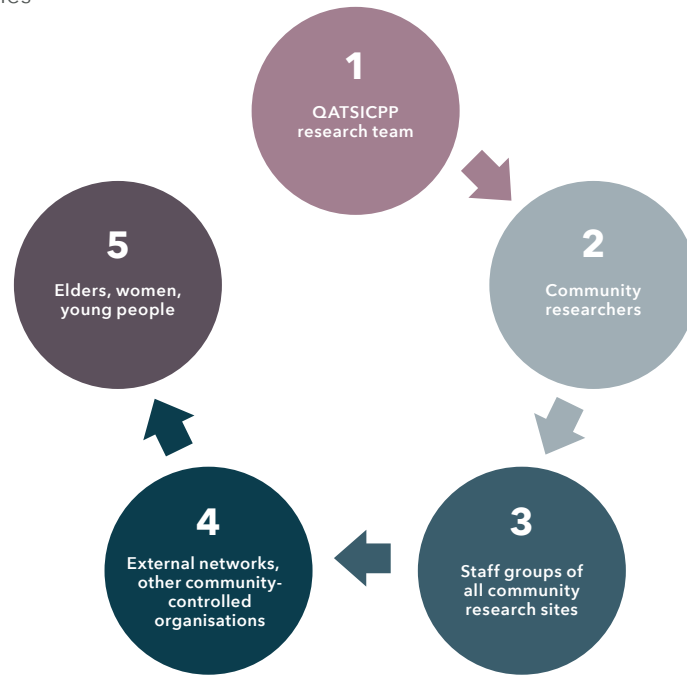 1
QATSICPP
research team
2
Community
researchers
3
Staff groups of
all community
research sites
4
External networks,
other community-
controlled
organisations
5
Elders, women,
young people